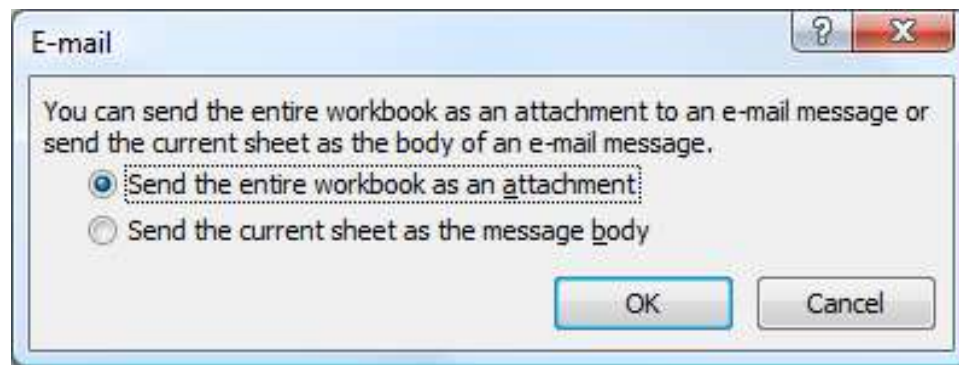 E-mail
?
You can send the entire workbook as an attachment to an e-mail message or
send the current sheet as the body of an e-mail message.
Send the entire workbook as an attachment
Send the current sheet as the message body
OK Cancel